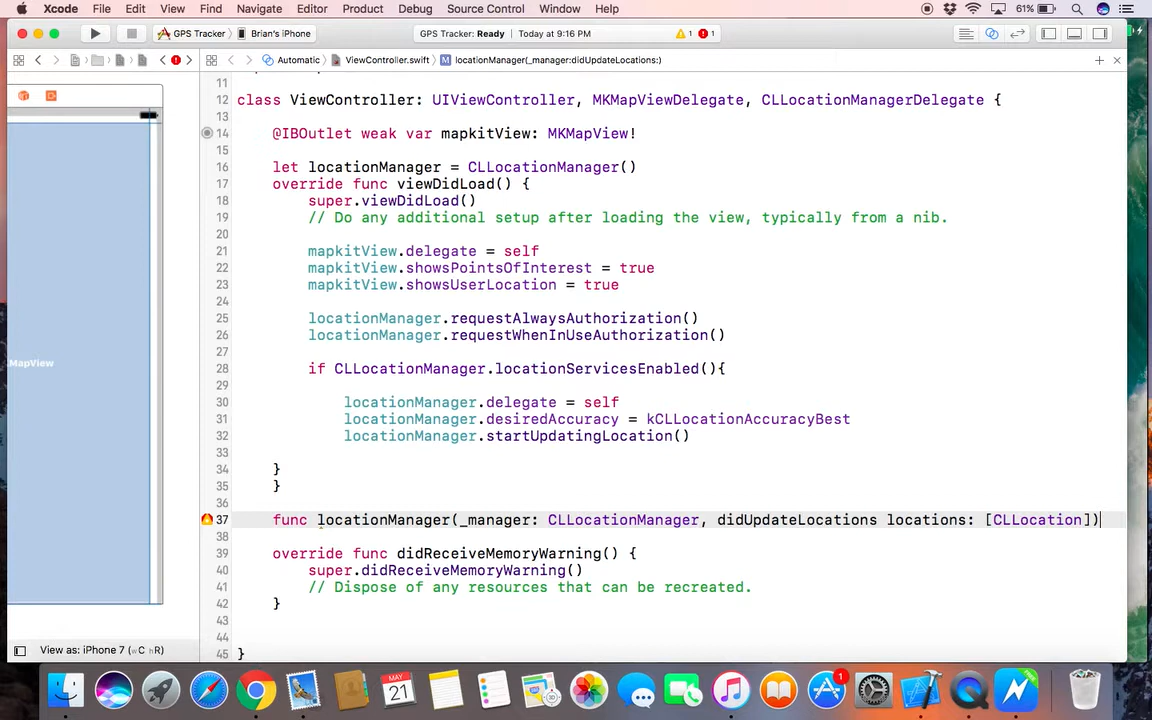 Xcode File Edit View Find Navigate Editor Product Debug Source Control Window Help 61%
GPS Tracker Brian's iPhone GPS Tracker: Ready Today at 9:16 PM 1 1
Automatic ViewController.swift M locationManager(_manager:didUpdateLocations:)
11
12 class ViewController: UIViewController, MKMapViewDelegate, CLLocationManagerDelegate {
13
14 @IBOutlet weak var mapkitView: MKMapView!
15
16 let locationManager = CLLocationManager()
17 override func viewDidLoad() {
18 super.viewDidLoad()
19 // Do any additional setup after loading the view, typically from a nib.
20
21 mapkitView.delegate = self
22 mapkitView.showsPointsOfInterest = true
23 mapkitView.showsUserLocation = true
24
25 locationManager.requestAlwaysAuthorization()
26 locationManager.requestWhenInUseAuthorization()
27
28 if CLLocationManager.locationServicesEnabled(){
29
30 locationManager.delegate = self
31 locationManager.desiredAccuracy = kCLLocationAccuracyBest
32 locationManager.startUpdatingLocation()
33
MapView
34 }
35 }
36
37 func locationManager(_manager: CLLocationManager, didUpdateLocations locations: [CLLocation])
38
39 override func didReceiveMemoryWarning() {
40 super.didReceiveMemoryWarning()
41 // Dispose of any resources that can be recreated.
42 }
43
44
45 }
View as: iPhone 7 (wC hR)
MAY
21
1